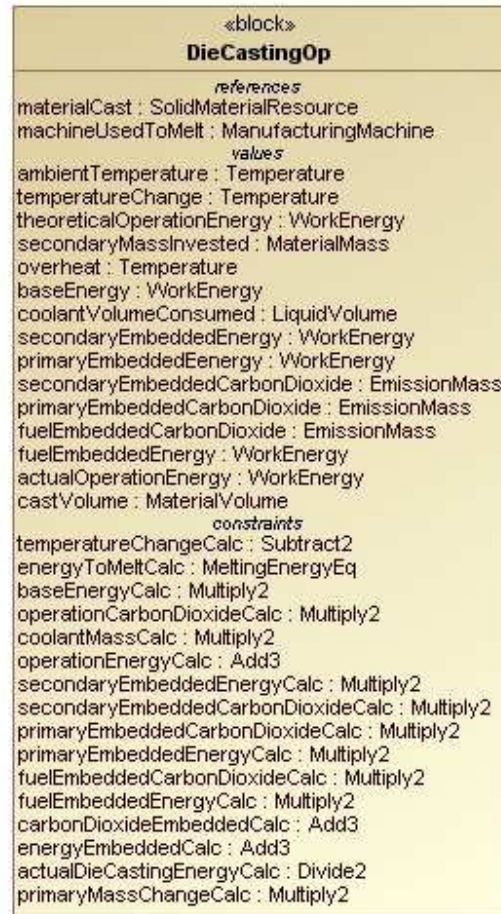 «block»
DieCastingOp
references
materialCast : SolidMaterialResource
machineUsedToMelt : ManufacturingMachine
values
ambientTemperature : Temperature
temperatureChange : Temperature
theoreticalOperationEnergy : WorkEnergy
secondaryMassInvested : MaterialMass
overheat : Temperature
baseEnergy : WorkEnergy
coolantVolumeConsumed : LiquidVolume
secondaryEmbeddedEnergy : WorkEnergy
primaryEmbeddedEenergy : WorkEnergy
secondaryEmbeddedCarbonDioxide : EmissionMass
primaryEmbeddedCarbonDioxide : EmissionMass
fuelEmbeddedCarbonDioxide : EmissionMass
fuelEmbeddedEnergy : WorkEnergy
actualOperationEnergy : WorkEnergy
castVolume : MaterialVolume
constraints
temperatureChangeCalc : Subtract2
energyToMeltCalc : MeltingEnergyEq
baseEnergyCalc : Multiply2
operationCarbonDioxideCalc : Multiply2
coolantMassCalc : Multiply2
operationEnergyCalc : Add3
secondaryEmbeddedEnergyCalc : Multiply2
secondaryEmbeddedCarbonDioxideCalc : Multiply2
primaryEmbeddedCarbonDioxideCalc : Multiply2
primaryEmbeddedEnergyCalc : Multiply2
fuelEmbeddedCarbonDioxideCalc : Multiply2
fuelEmbeddedEnergyCalc : Multiply2
carbonDioxideEmbeddedCalc : Add3
energyEmbeddedCalc : Add3
actualDieCastingEnergyCalc : Divide2
primaryMassChangeCalc : Multiply2